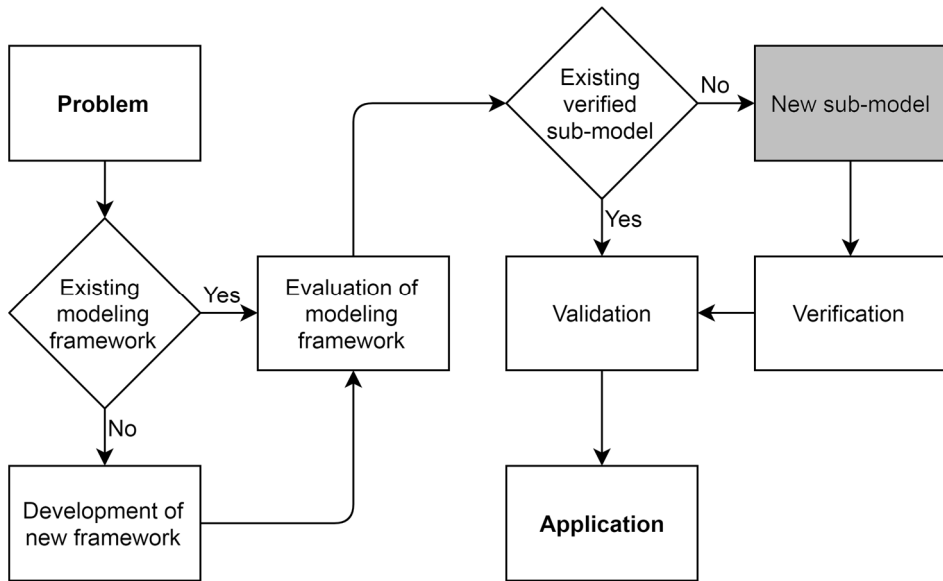 Problem
Existing
modeling
framework
Yes
No
Development of
new framework
Evaluation of
modeling
framework
Existing
verified
sub-model
No
Yes
New sub-model
Verification
Validation
Application